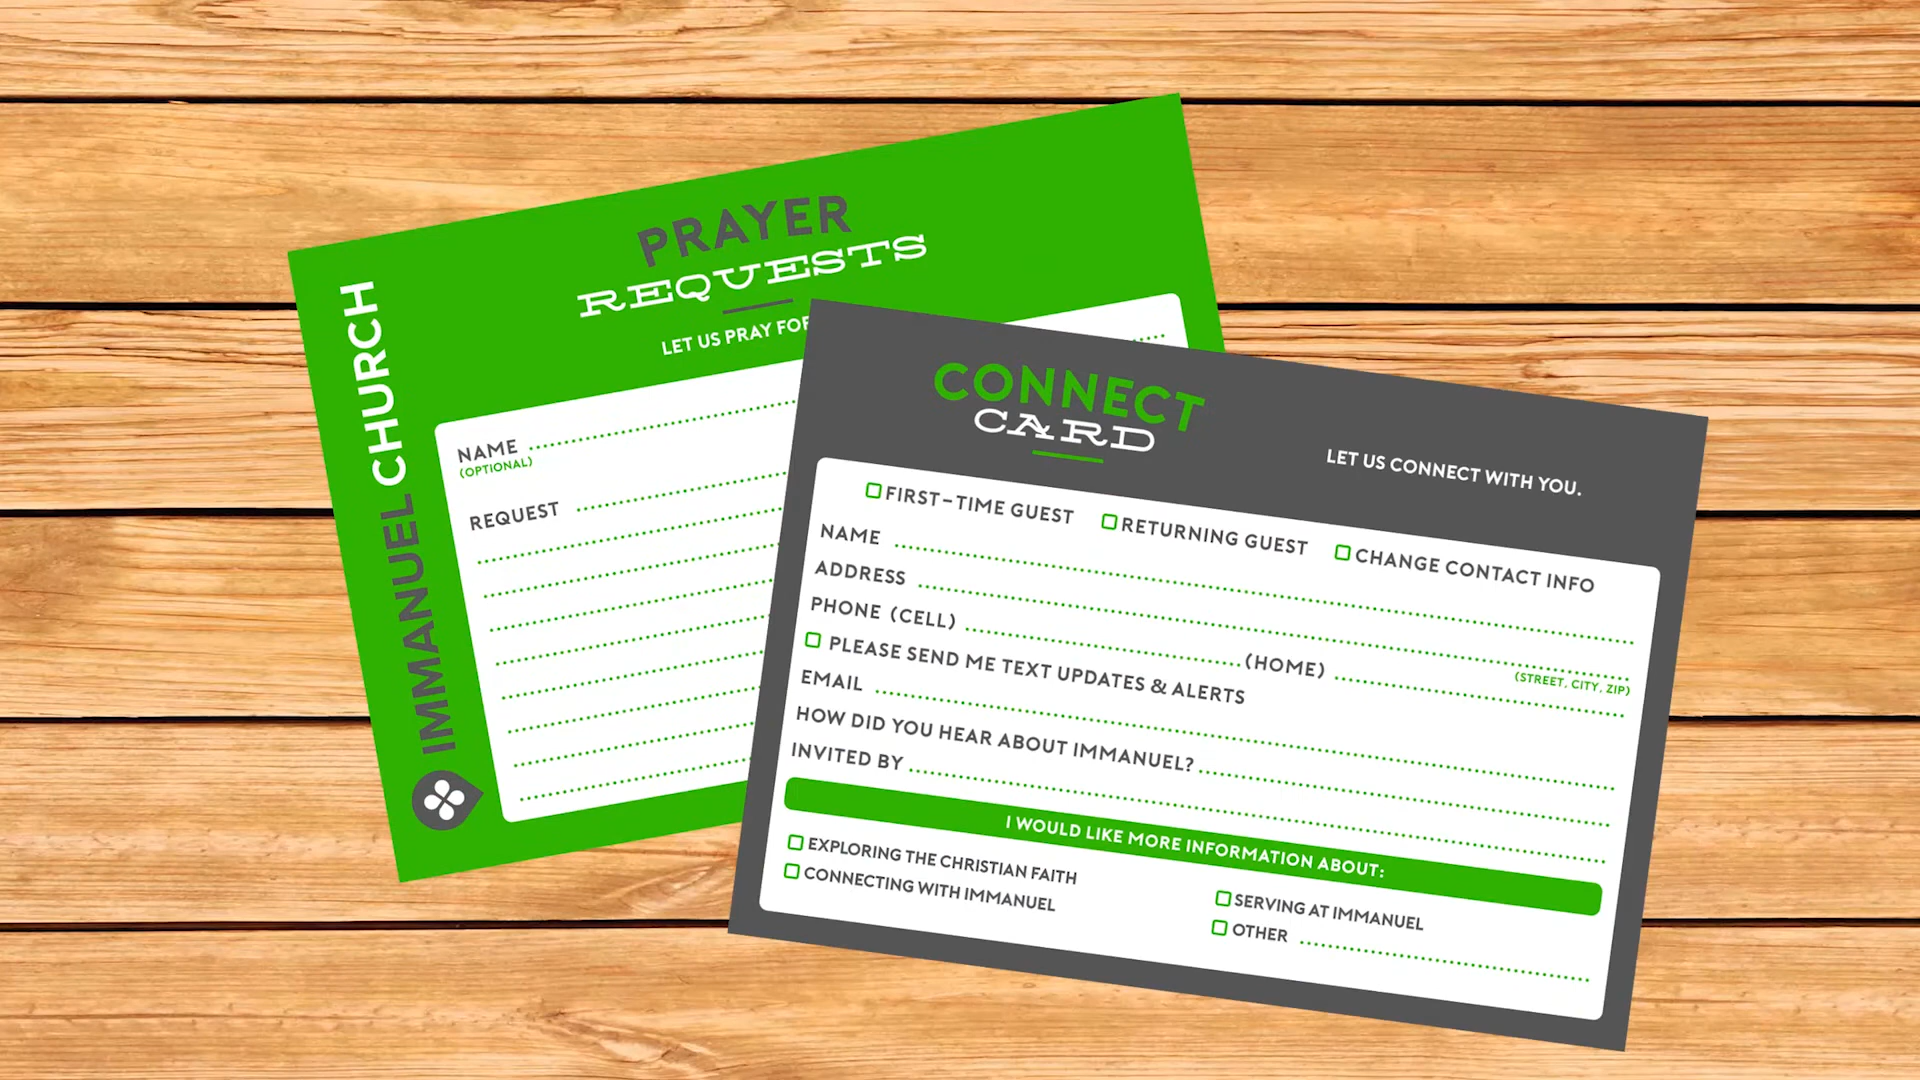 PRAYER
REQUESTS
LET US PRAY FOR
IMMANUEL CHURCH
NAME
(OPTIONAL)
REQUEST
CONNECT
CARD
LET US CONNECT WITH YOU.
FIRST-TIME GUEST RETURNING GUEST CHANGE CONTACT INFO
NAME
ADDRESS
(STREET, CITY, ZIP)
PHONE (CELL) (HOME)
PLEASE SEND ME TEXT UPDATES & ALERTS
EMAIL
HOW DID YOU HEAR ABOUT IMMANUEL?
INVITED BY
I WOULD LIKE MORE INFORMATION ABOUT:
EXPLORING THE CHRISTIAN FAITH
CONNECTING WITH IMMANUEL
SERVING AT IMMANUEL
OTHER